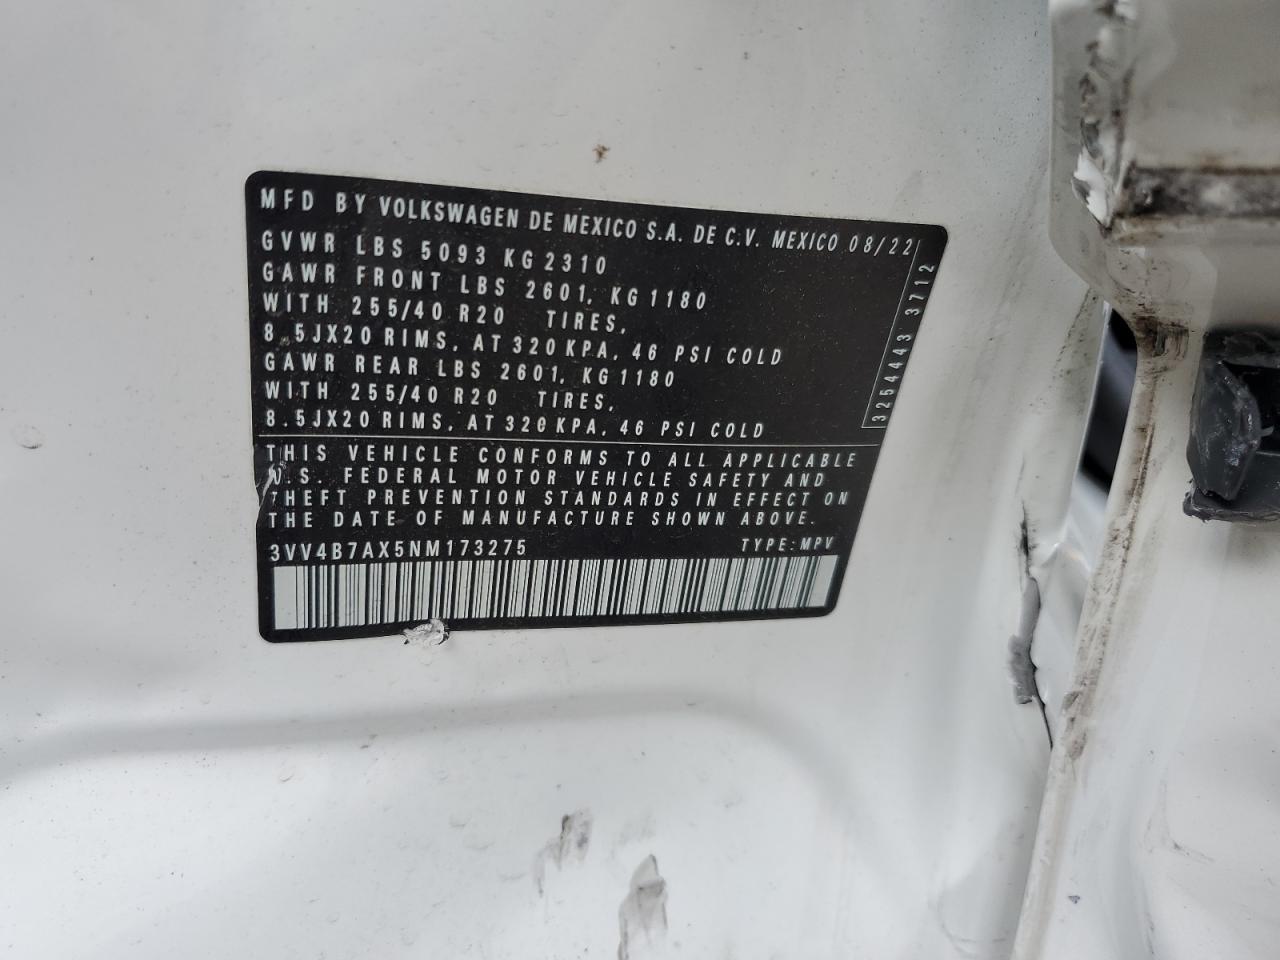 MFD BY VOLKSWAGEN DE MEXICO S.A. DE C.V. MEXICO 08/22
GVWR LBS 5093 KG 2310
GAWR FRONT LBS 2601, KG 1180
WITH 255/40 R20 TIRES,
8.5JX20 RIMS, AT 320 KPA, 46 PSI COLD
GAWR REAR LBS 2601, KG 1180
WITH 255/40 R20 TIRES,
8.5JX20 RIMS, AT 320 KPA, 46 PSI COLD
3254443 3712
THIS VEHICLE CONFORMS TO ALL APPLICABLE
U.S. FEDERAL MOTOR VEHICLE SAFETY AND
THEFT PREVENTION STANDARDS IN EFFECT ON
THE DATE OF MANUFACTURE SHOWN ABOVE.
3VV4B7AX5NM173275 TYPE: MPV